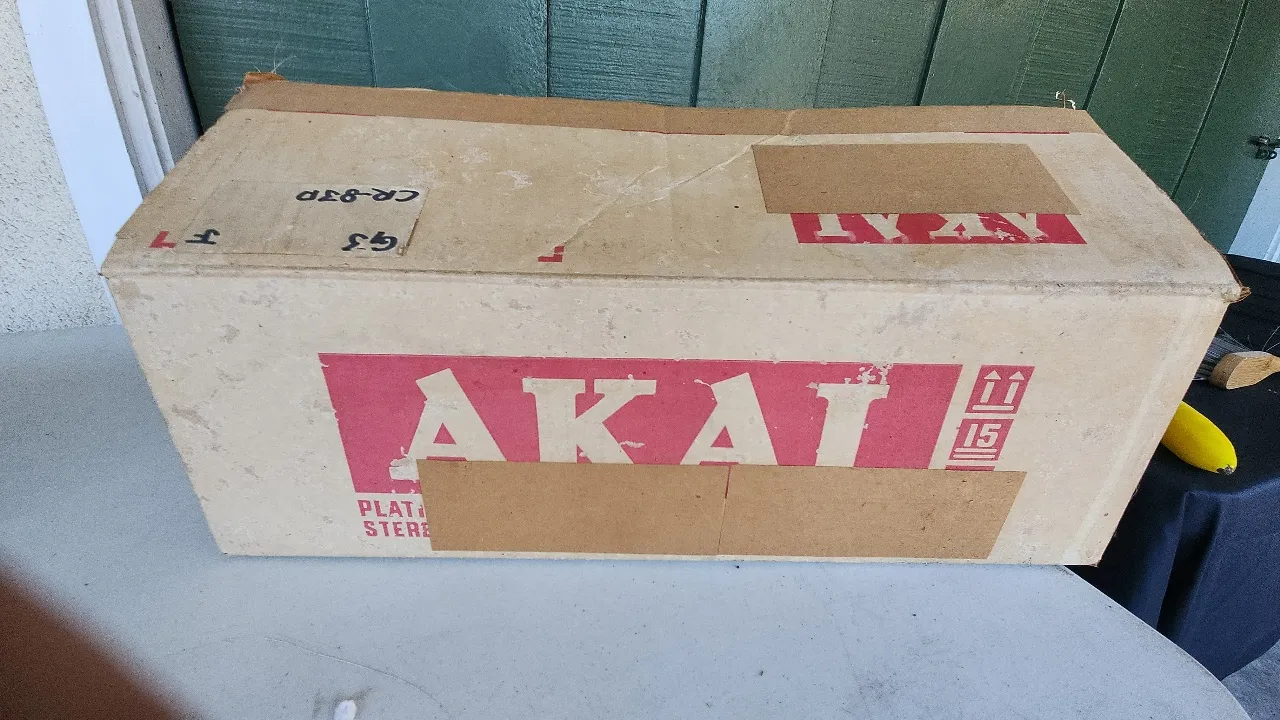 CR-83D
G3
AKAI
AKAI
15
PLAT
STERE